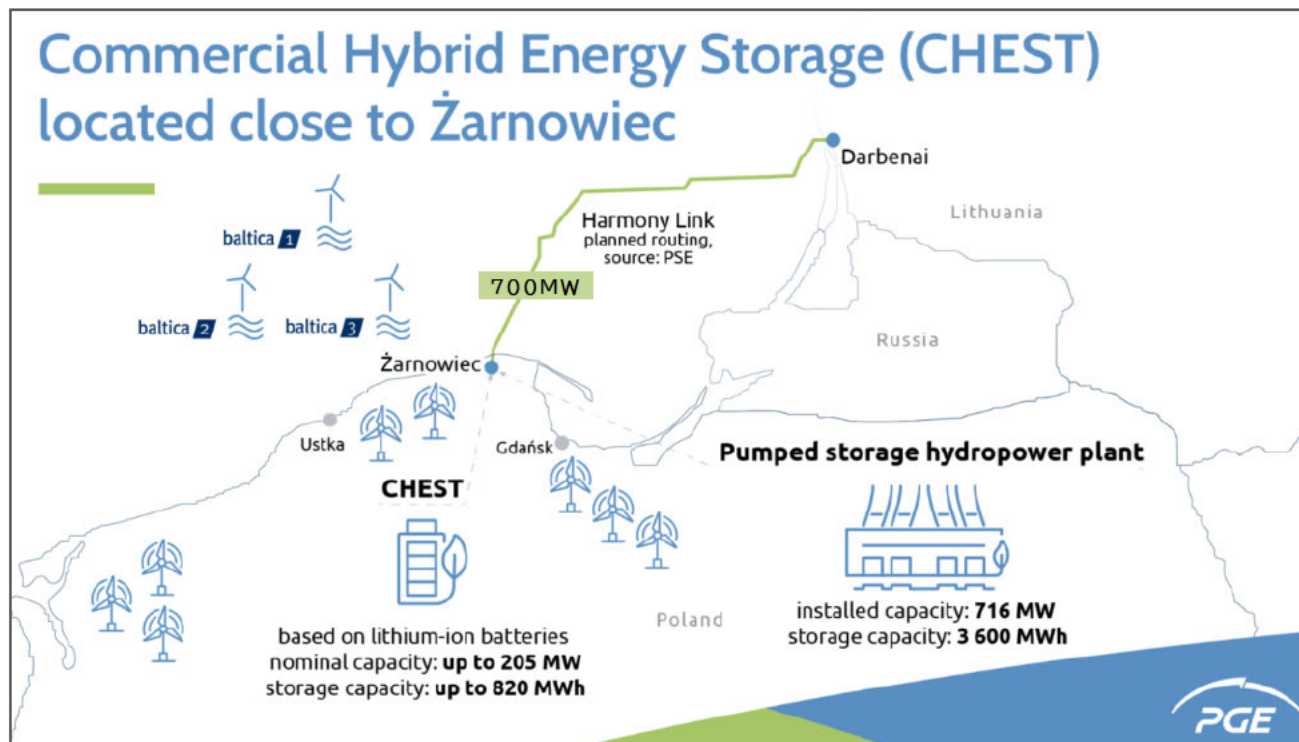 Commercial Hybrid Energy Storage (CHEST)
located close to Żarnowiec
Darbenai
Lithuania
Harmony Link
planned routing,
source: PSE
baltica 1
700MW
baltica 2
baltica 3
Russia
Żarnowiec
Ustka
Gdańsk
Pumped storage hydropower plant
CHEST
installed capacity: 716 MW
storage capacity: 3 600 MWh
Poland
based on lithium-ion batteries
nominal capacity: up to 205 MW
storage capacity: up to 820 MWh
PGE